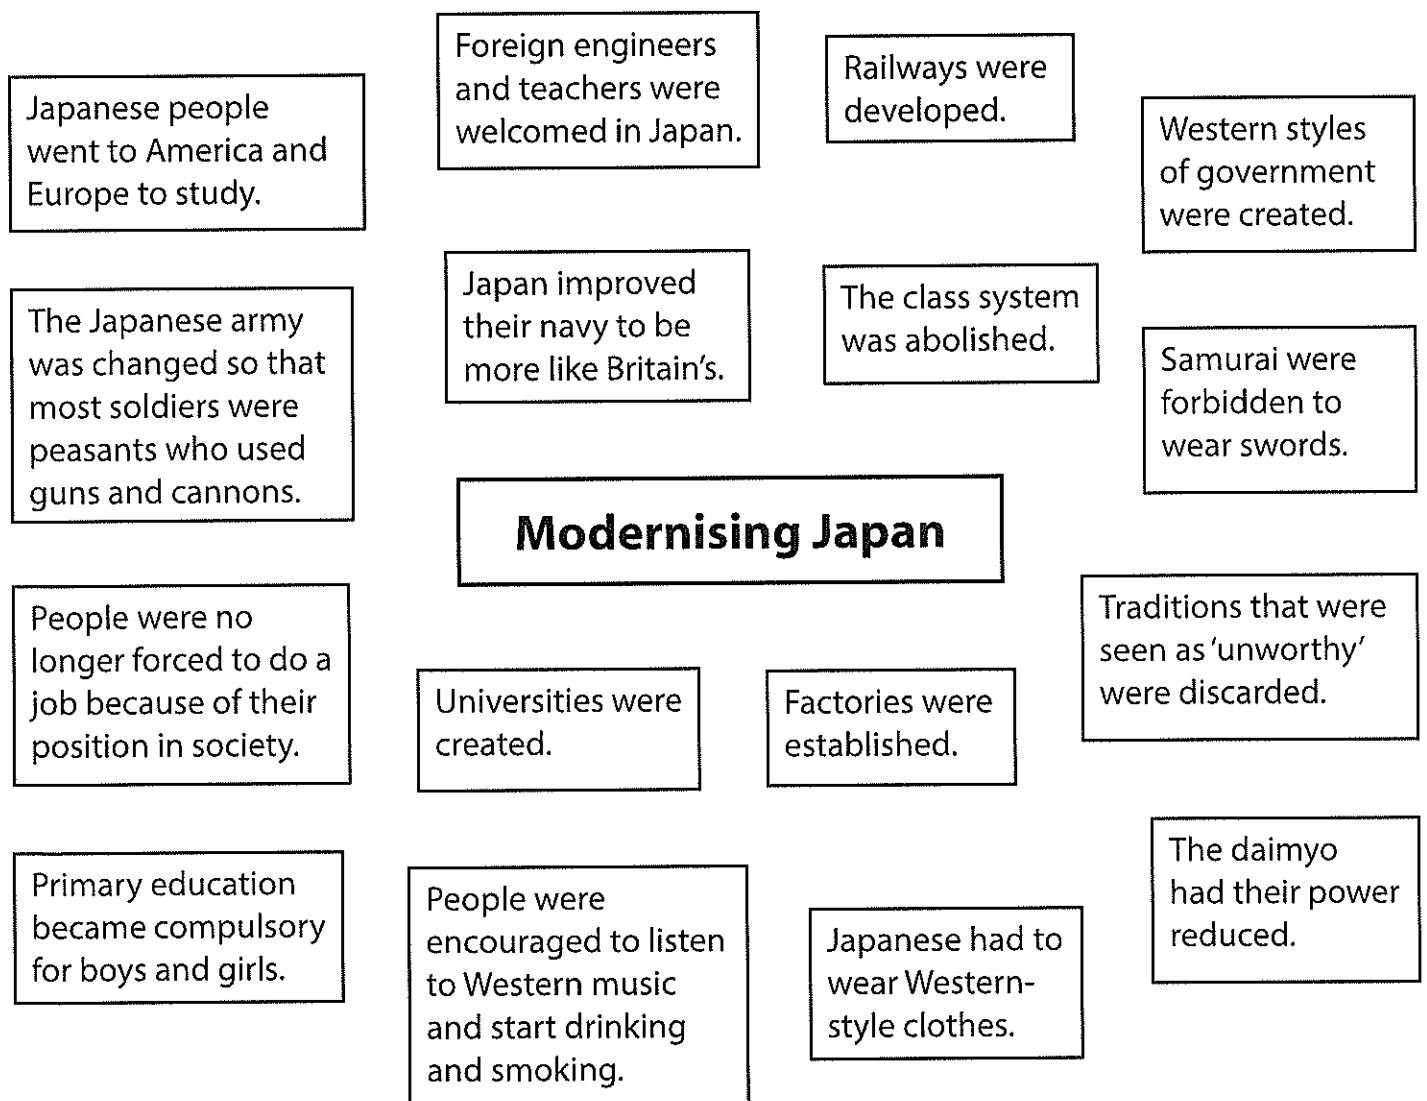 Foreign engineers
and teachers were
welcomed in Japan.
Railways were
developed.
Japanese people
went to America and
Europe to study.
Western styles
of government
were created.
Japan improved
their navy to be
more like Britain's.
The class system
was abolished.
The Japanese army
was changed so that
most soldiers were
peasants who used
guns and cannons.
Samurai were
forbidden to
wear swords.
Modernising Japan
People were no
longer forced to do a
job because of their
position in society.
Universities were
created.
Factories were
established.
Traditions that were
seen as 'unworthy'
were discarded.
Primary education
became compulsory
for boys and girls.
People were
encouraged to listen
to Western music
and start drinking
and smoking.
Japanese had to
wear Western-
style clothes.
The daimyo
had their power
reduced.